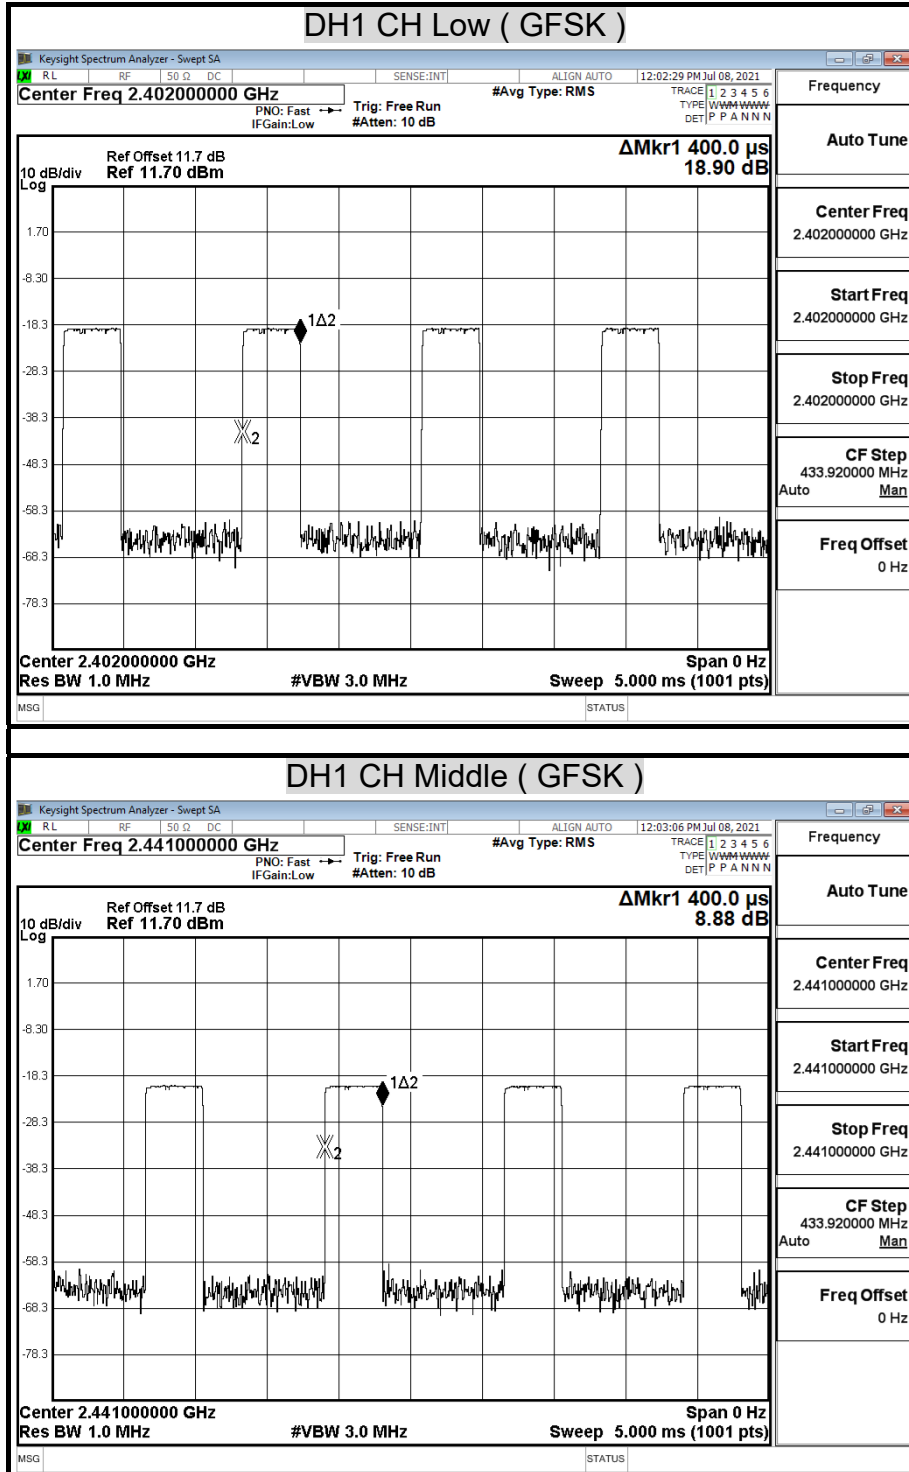 DH1 CH Low ( GFSK )
Keysight Spectrum Analyzer - Swept SA
LXI RL RF 50 Ω DC SENSE:INT ALIGN AUTO 12:02:29 PM Jul 08, 2021
Center Freq 2.402000000 GHz #Avg Type: RMS TRACE 1 2 3 4 5 6
PNO: Fast Trig: Free Run TYPE WWMWWWW
IFGain:Low #Atten: 10 dB DET P P A N N N
Frequency
Auto Tune
ΔMkr1 400.0 µs
Ref Offset 11.7 dB 18.90 dB
10 dB/div Ref 11.70 dBm
Log
1.70
-8.30
-18.3
-28.3
-38.3
-48.3
-58.3
-68.3
-78.3
1Δ2
2
Center Freq
2.402000000 GHz
Start Freq
2.402000000 GHz
Stop Freq
2.402000000 GHz
CF Step
433.920000 MHz
Auto Man
Freq Offset
0 Hz
Center 2.402000000 GHz Span 0 Hz
Res BW 1.0 MHz #VBW 3.0 MHz Sweep 5.000 ms (1001 pts)
MSG STATUS
DH1 CH Middle ( GFSK )
Keysight Spectrum Analyzer - Swept SA
LXI RL RF 50 Ω DC SENSE:INT ALIGN AUTO 12:03:06 PM Jul 08, 2021
Center Freq 2.441000000 GHz #Avg Type: RMS TRACE 1 2 3 4 5 6
PNO: Fast Trig: Free Run TYPE WWMWWWW
IFGain:Low #Atten: 10 dB DET P P A N N N
Frequency
Auto Tune
ΔMkr1 400.0 µs
Ref Offset 11.7 dB 8.88 dB
10 dB/div Ref 11.70 dBm
Log
1.70
-8.30
-18.3
-28.3
-38.3
-48.3
-58.3
-68.3
-78.3
1Δ2
2
Center Freq
2.441000000 GHz
Start Freq
2.441000000 GHz
Stop Freq
2.441000000 GHz
CF Step
433.920000 MHz
Auto Man
Freq Offset
0 Hz
Center 2.441000000 GHz Span 0 Hz
Res BW 1.0 MHz #VBW 3.0 MHz Sweep 5.000 ms (1001 pts)
MSG STATUS